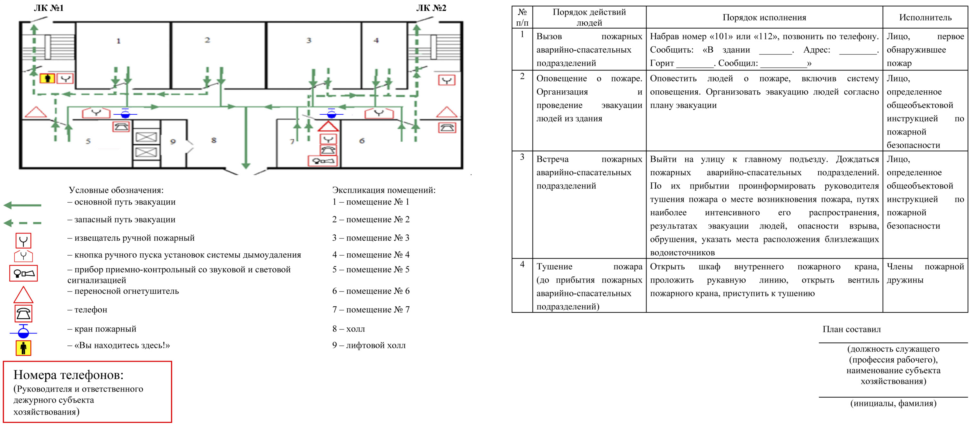 ЛК №1
ЛК №2
1
2
3
4
5
9
8
7
6
Условные обозначения:
– основной путь эвакуации
– запасный путь эвакуации
– извещатель ручной пожарный
– кнопка ручного пуска установок системы дымоудаления
– прибор приемно-контрольный со звуковой и световой
сигнализацией
– переносной огнетушитель
– телефон
– кран пожарный
– «Вы находитесь здесь!»
Экспликация помещений:
1 – помещение № 1
2 – помещение № 2
3 – помещение № 3
4 – помещение № 4
5 – помещение № 5
6 – помещение № 6
7 – помещение № 7
8 – холл
9 – лифтовой холл
Номера телефонов:
(Руководителя и ответственного
дежурного субъекта
хозяйствования)
№
п/п
Порядок действий
людей
Порядок исполнения
Исполнитель
1
Вызов пожарных
аварийно-спасательных
подразделений
Набрав номер «101» или «112», позвонить по телефону.
Сообщить: «В здании _______. Адрес: ________.
Горит ________. Сообщил: __________»
Лицо, первое
обнаружившее
пожар
2
Оповещение о пожаре.
Организация и
проведение эвакуации
людей из здания
Оповестить людей о пожаре, включив систему
оповещения. Организовать эвакуацию людей согласно
плану эвакуации
Лицо,
определенное
общеобъектовой
инструкцией по
пожарной
безопасности
3
Встреча пожарных
аварийно-спасательных
подразделений
Выйти на улицу к главному подъезду. Дождаться
пожарных аварийно-спасательных подразделений.
По их прибытии проинформировать руководителя
тушения пожара о месте возникновения пожара, путях
наиболее интенсивного его распространения,
результатах эвакуации людей, опасности взрыва,
обрушения, указать места расположения близлежащих
водоисточников
Лицо,
определенное
общеобъектовой
инструкцией по
пожарной
безопасности
4
Тушение пожара
(до прибытия пожарных
аварийно-спасательных
подразделений)
Открыть шкаф внутреннего пожарного крана,
проложить рукавную линию, открыть вентиль
пожарного крана, приступить к тушению
Члены пожарной
дружины
План составил
(должность служащего
(профессия рабочего),
наименование субъекта
хозяйствования)
(инициалы, фамилия)